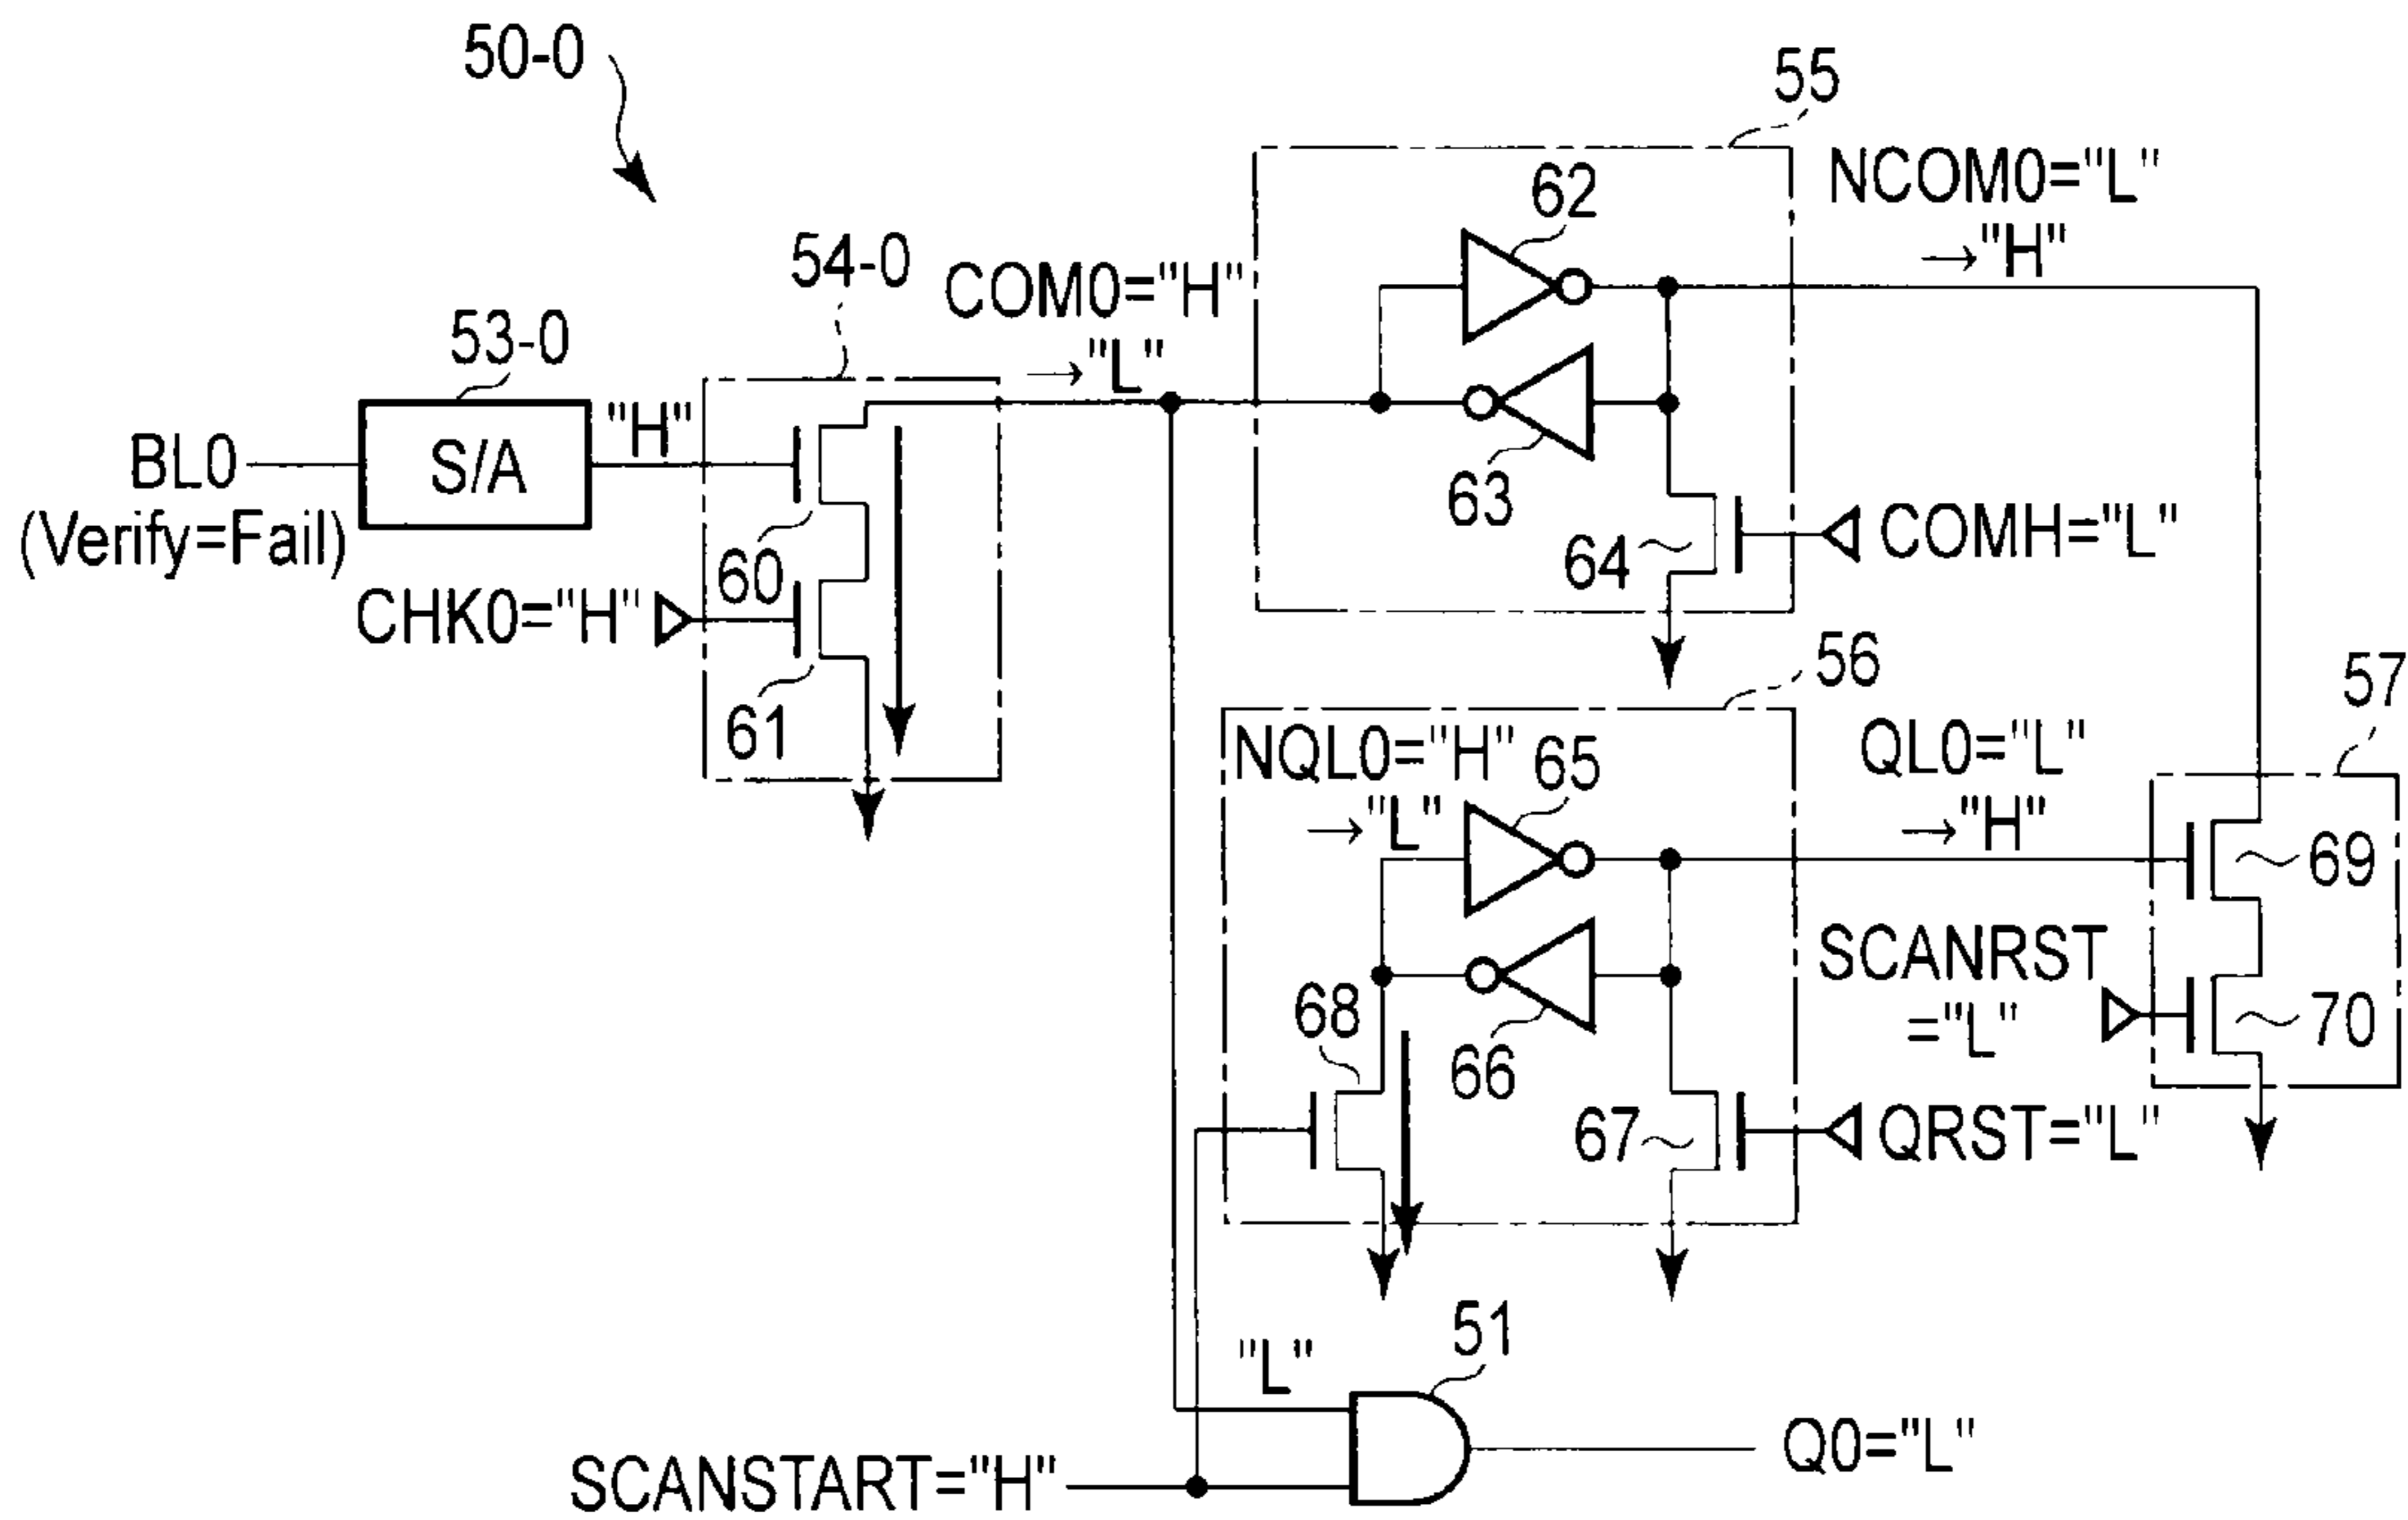 50-0
55
NCOM0="L"
→"H"
62
54-0
COM0="H"
→"L"
53-0
"H"
BL0
S/A
(Verify=Fail)
63
60
64
COMH="L"
CHK0="H"
61
56
57
NQL0="H"
→"L"
65
QL0="L"
→"H"
69
SCANRST
="L"
68
66
70
67
QRST="L"
51
"L"
Q0="L"
SCANSTART="H"